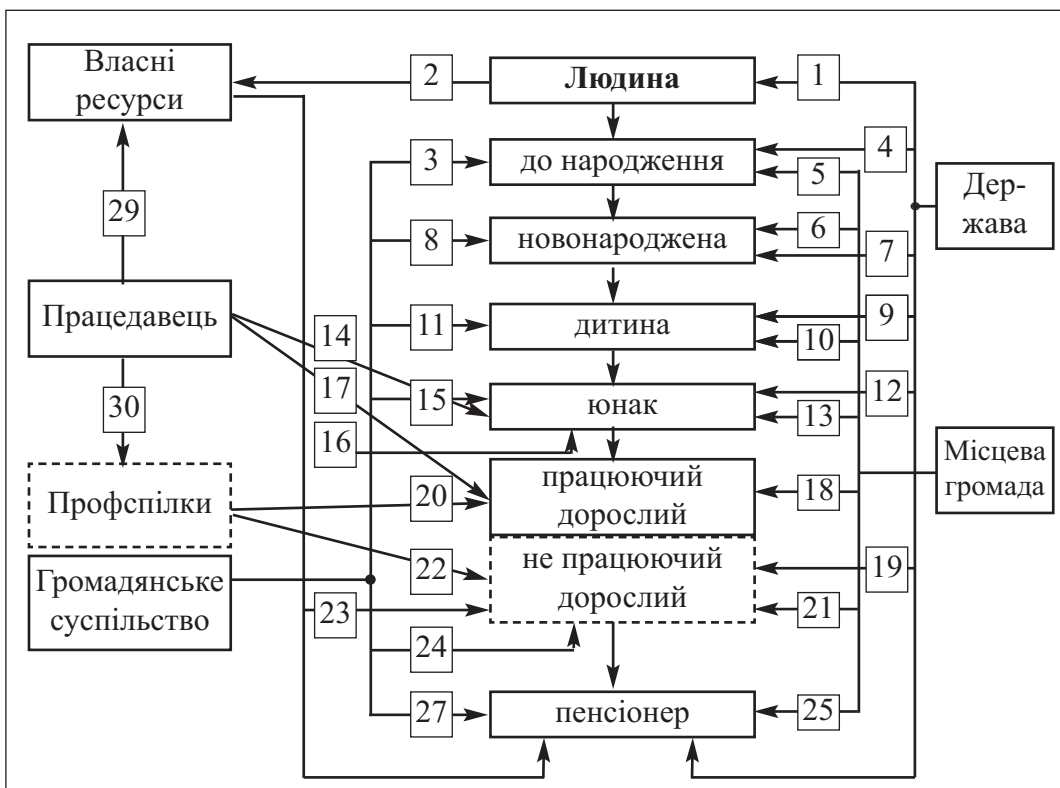 Власні
ресурси
2
Людина
1
3
до народження
4
5
Дер-
жава
29
8
новонароджена
6
7
Працедавець
14
11
дитина
9
10
30
17
15
юнак
12
13
16
Профспілки
20
працюючий
дорослий
18
Місцева
громада
Громадянське
суспільство
22
не працюючий
дорослий
19
23
21
24
27
пенсіонер
25